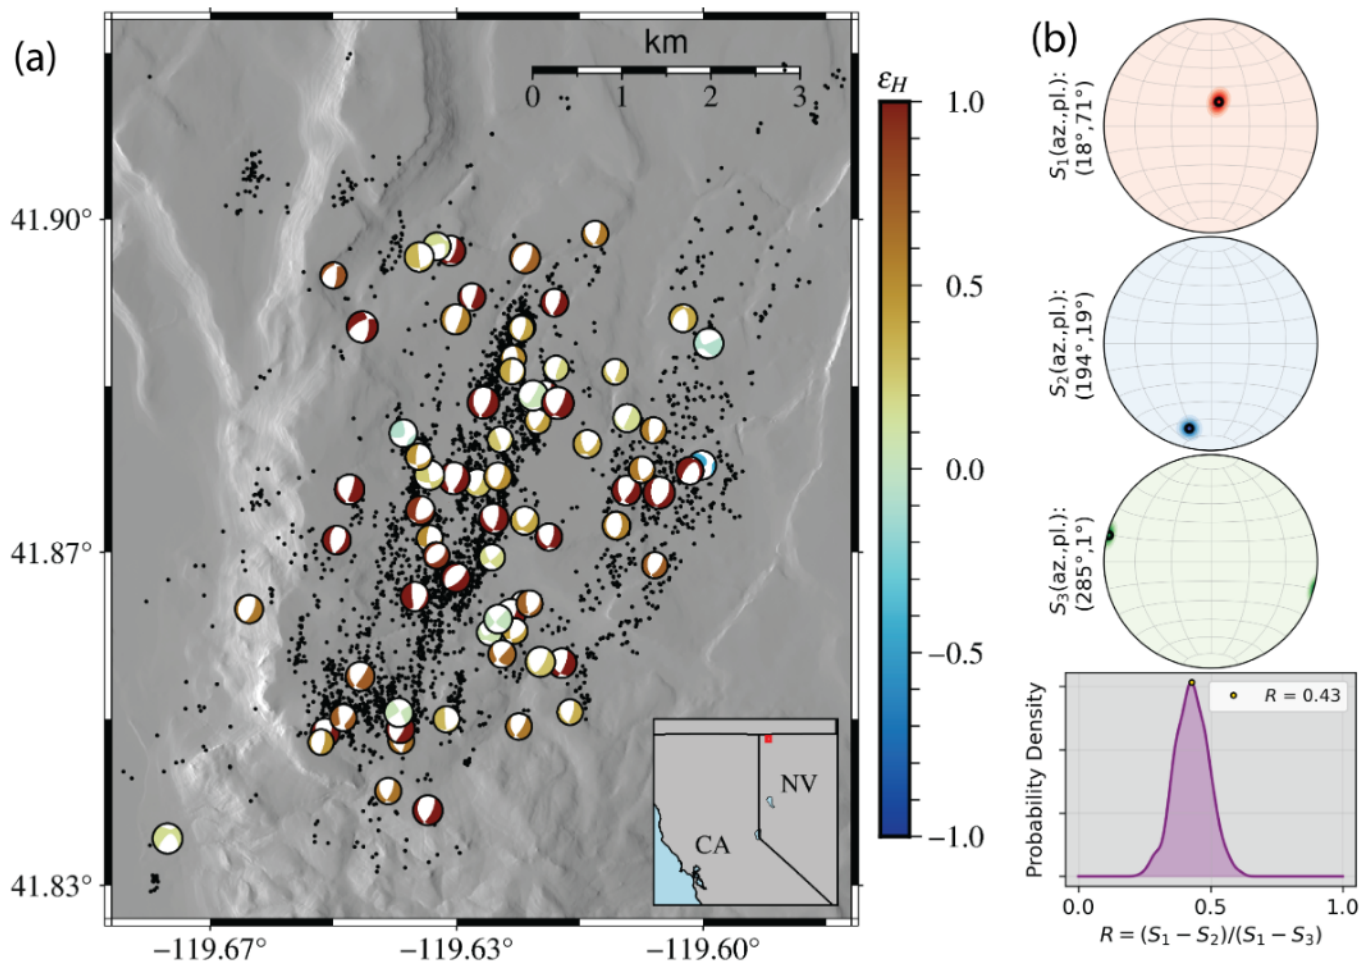 (a)
km
0 1 2 3
εH
1.0
0.5
0.0
−0.5
−1.0
41.90°
41.87°
41.83°
−119.67°
−119.63°
−119.60°
NV
CA
(b)
S1(az.,pl.):
(18°,71°)
S2(az.,pl.):
(194°,19°)
S3(az.,pl.):
(285°,1°)
Probability Density
R = 0.43
0.0 0.5 1.0
R = (S1 − S2)/(S1 − S3)